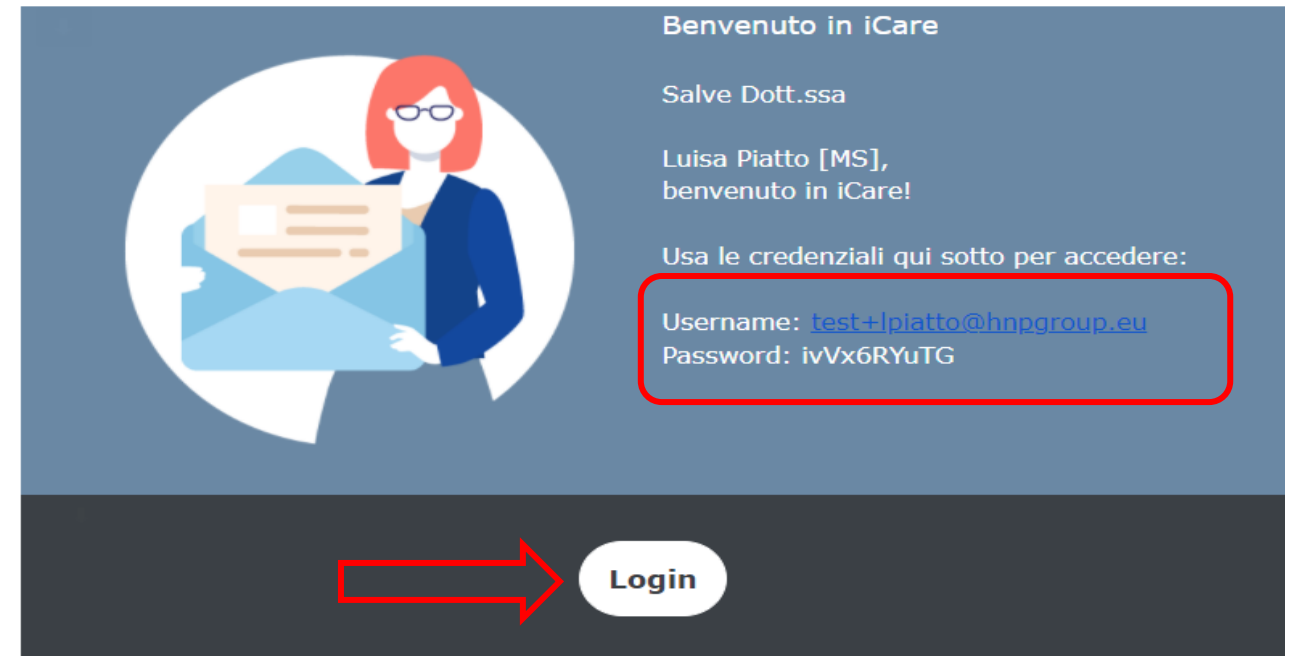 Benvenuto in iCare
Salve Dott.ssa
Luisa Piatto [MS],
benvenuto in iCare!
Usa le credenziali qui sotto per accedere:
Username: test+lpiatto@hnpgroup.eu
Password: ivVx6RYuTG
Login